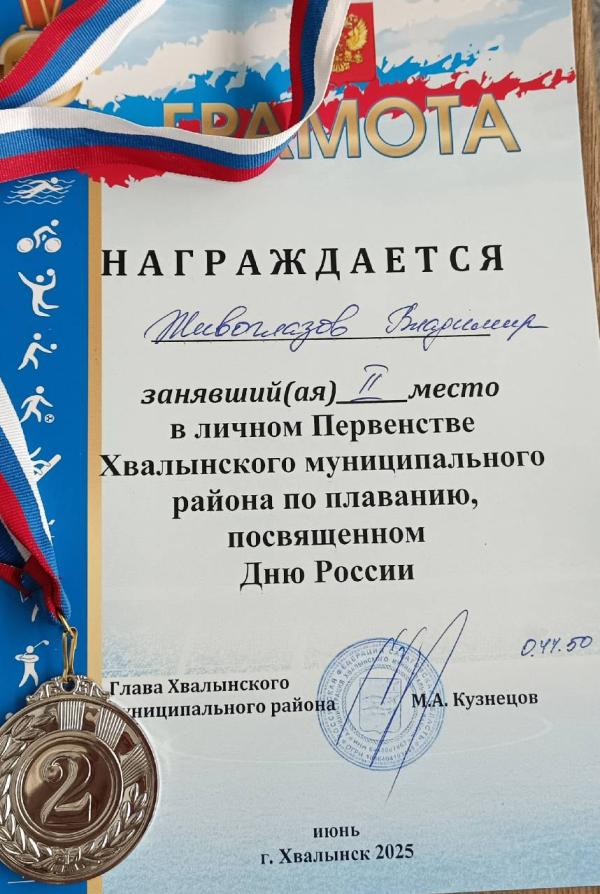 ГРАМОТА
НАГРАЖДАЕТСЯ
Живоглазов Владимир
занявший(ая) II место
в личном Первенстве
Хвалынского муниципального
района по плаванию,
посвященном
Дню России
0.44.50
Глава Хвалынского
муниципального района
М.А. Кузнецов
2
июнь
г. Хвалынск 2025